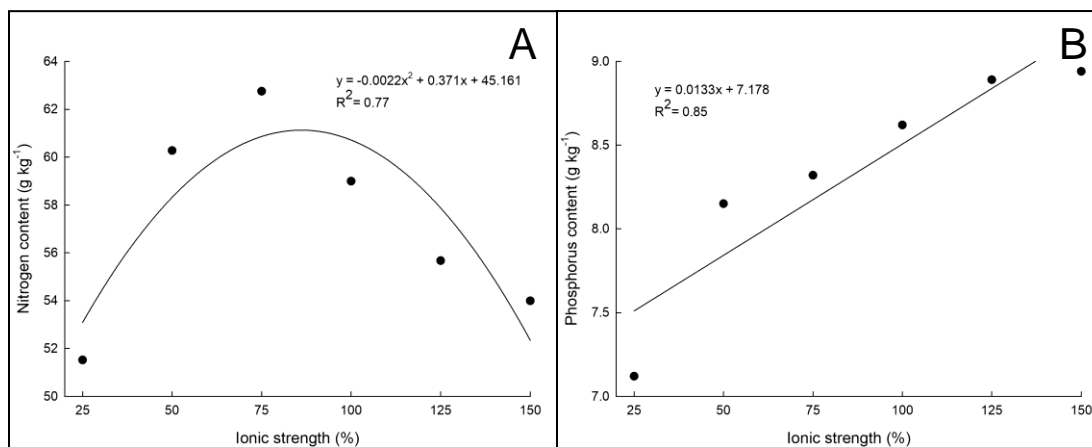 A
64
62
60
58
56
54
52
50
Nitrogen content (g kg⁻¹)
y = -0.0022x² + 0.371x + 45.161
R² = 0.77
25 50 75 100 125 150
Ionic strength (%)
B
9.0
8.5
8.0
7.5
7.0
Phosphorus content (g kg⁻¹)
y = 0.0133x + 7.178
R² = 0.85
25 50 75 100 125 150
Ionic strength (%)